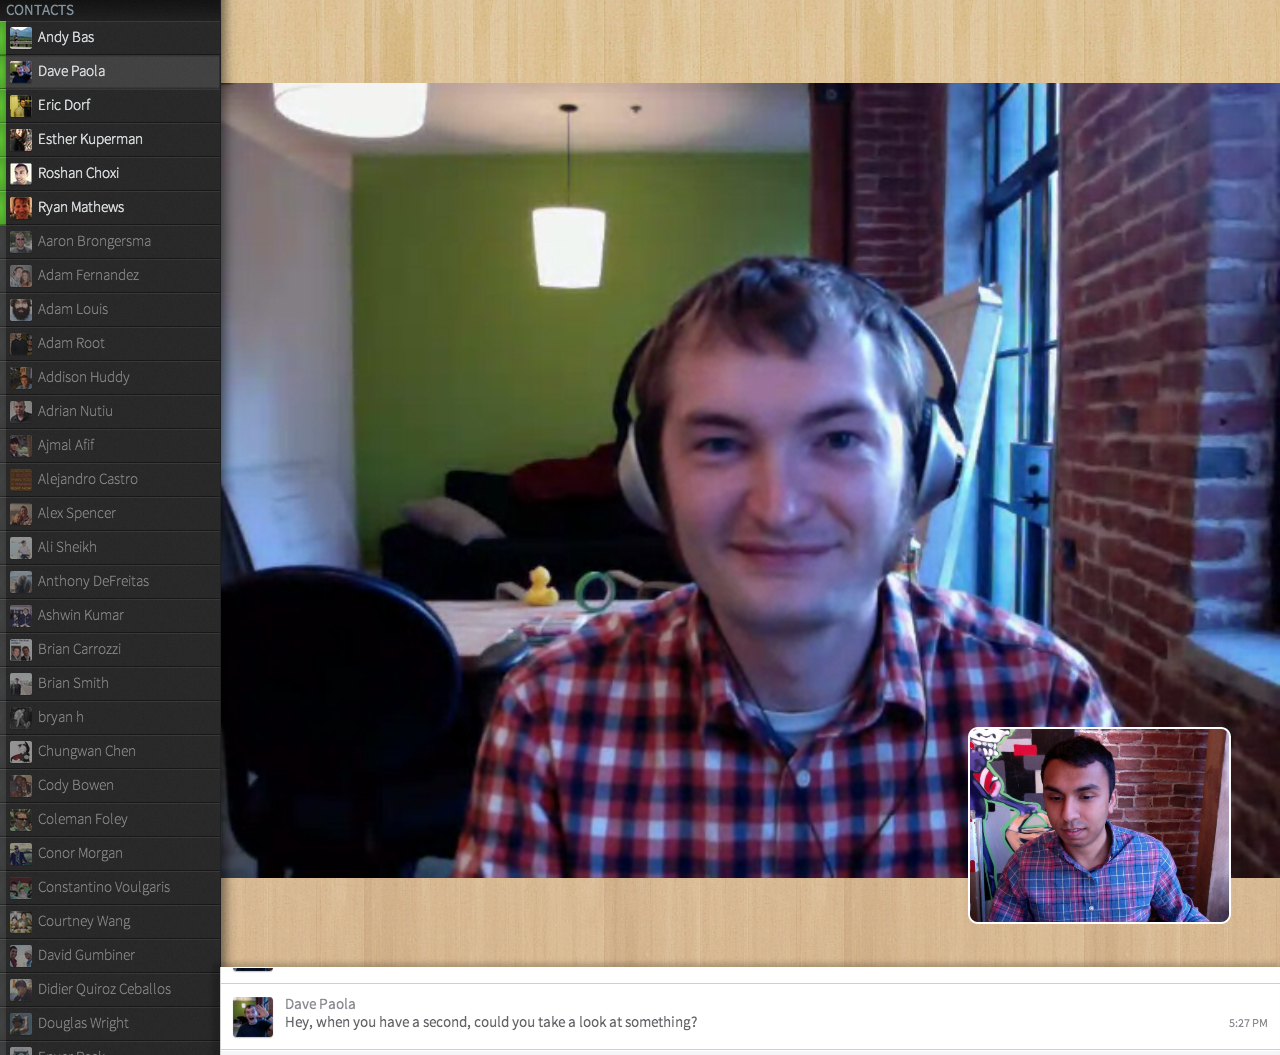 CONTACTS
Andy Bas
Dave Paola
Eric Dorf
Esther Kuperman
Roshan Choxi
Ryan Mathews
Aaron Brongersma
Adam Fernandez
Adam Louis
Adam Root
Addison Huddy
Adrian Nutiu
Ajmal Afif
Alejandro Castro
Alex Spencer
Ali Sheikh
Anthony DeFreitas
Ashwin Kumar
Brian Carrozzi
Brian Smith
bryan h
Chungwan Chen
Cody Bowen
Coleman Foley
Conor Morgan
Constantino Voulgaris
Courtney Wang
David Gumbiner
Didier Quiroz Ceballos
Douglas Wright
Dave Paola
Hey, when you have a second, could you take a look at something?
5:27 PM